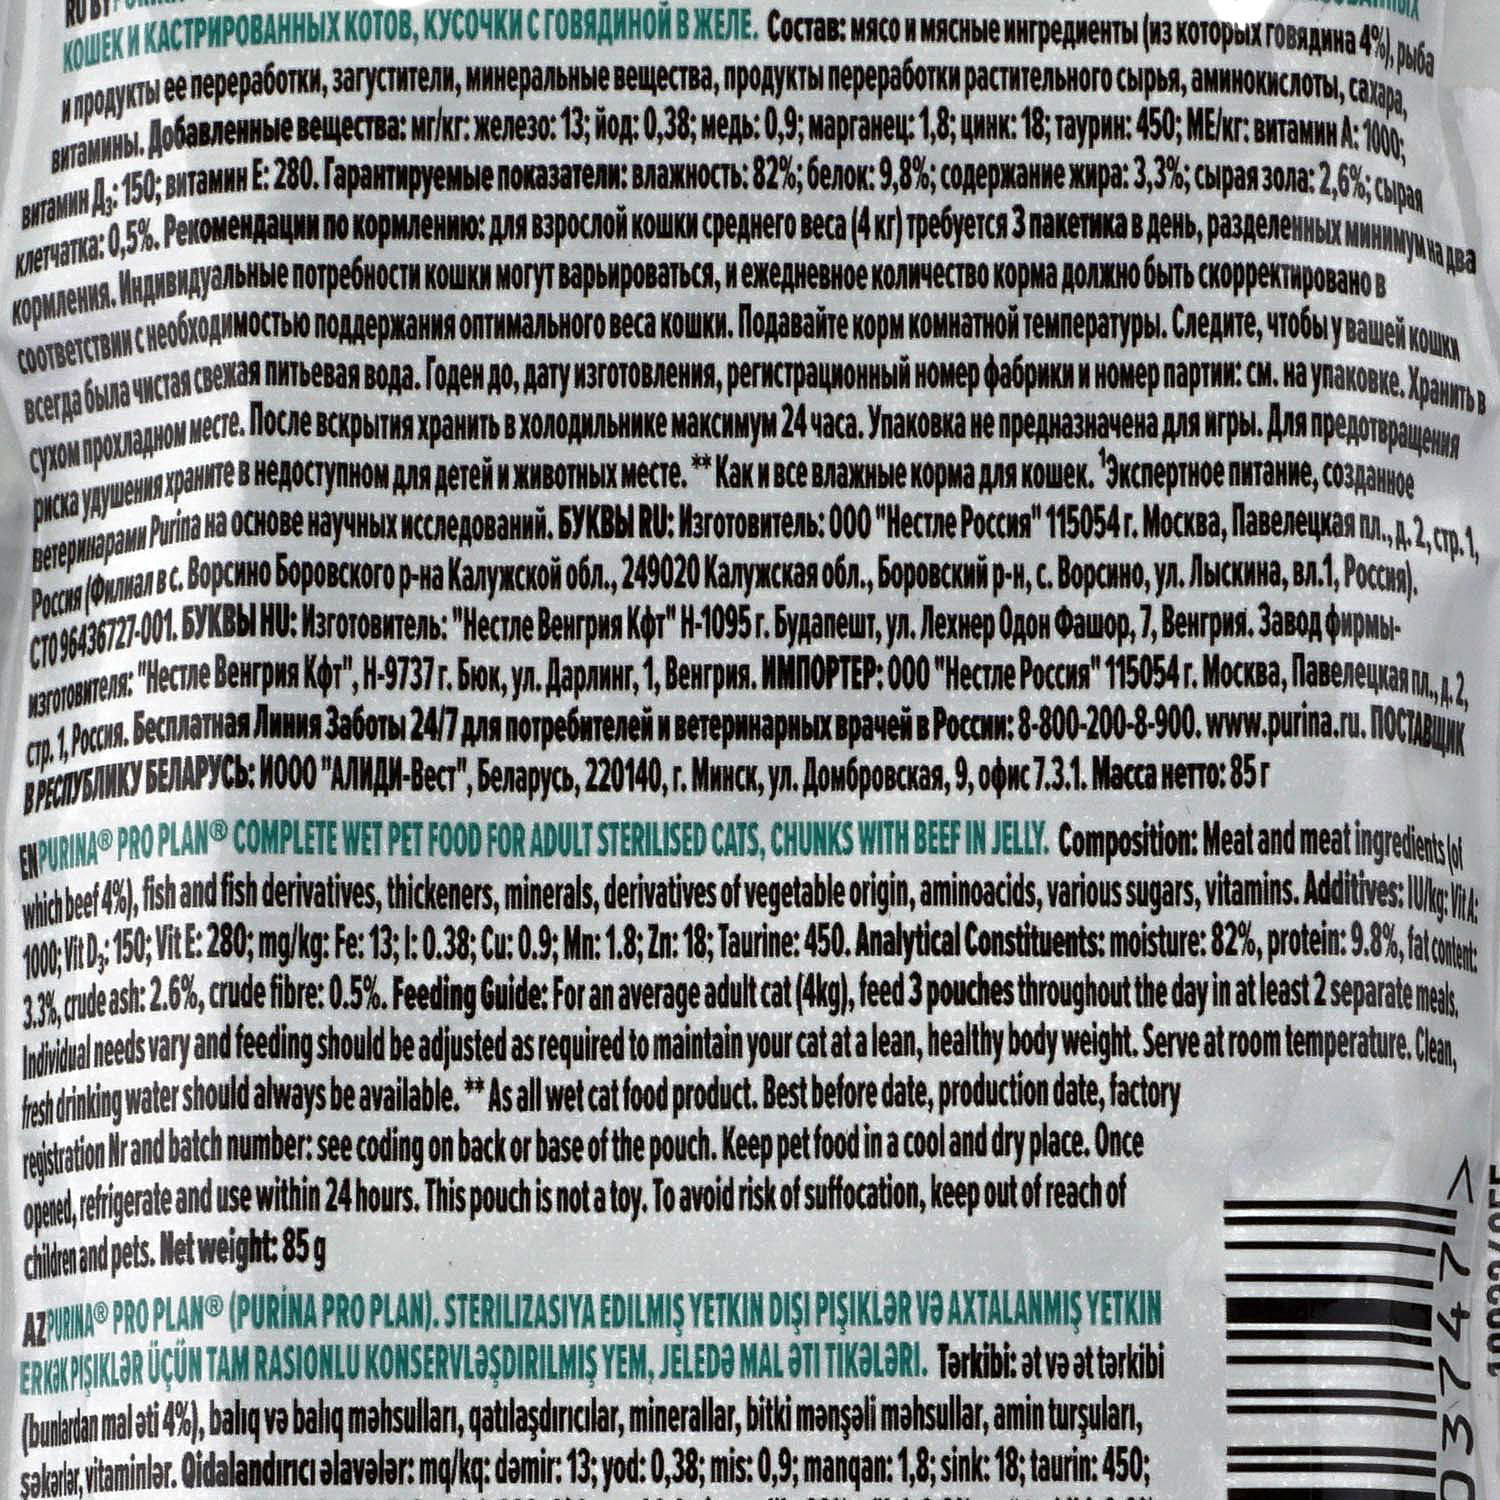 RU BY
КОШЕК И КАСТРИРОВАННЫХ КОТОВ, КУСОЧКИ С ГОВЯДИНОЙ В ЖЕЛЕ. Состав: мясо и мясные ингредиенты (из которых говядина 4%), рыба
и продукты ее переработки, загустители, минеральные вещества, продукты переработки растительного сырья, аминокислоты, сахара,
витамины. Добавленные вещества: мг/кг: железо: 13; йод: 0,38; медь: 0,9; марганец: 1,8; цинк: 18; таурин: 450; МЕ/кг: витамин А: 1000;
витамин Д3: 150; витамин Е: 280. Гарантируемые показатели: влажность: 82%; белок: 9,8%; содержание жира: 3,3%; сырая зола: 2,6%; сырая
клетчатка: 0,5%. Рекомендации по кормлению: для взрослой кошки среднего веса (4 кг) требуется 3 пакетика в день, разделенных минимум на два
кормления. Индивидуальные потребности кошки могут варьироваться, и ежедневное количество корма должно быть скорректировано в
соответствии с необходимостью поддержания оптимального веса кошки. Подавайте корм комнатной температуры. Следите, чтобы у вашей кошки
всегда была чистая свежая питьевая вода. Годен до, дату изготовления, регистрационный номер фабрики и номер партии: см. на упаковке. Хранить в
сухом прохладном месте. После вскрытия хранить в холодильнике максимум 24 часа. Упаковка не предназначена для игры. Для предотвращения
риска удушения храните в недоступном для детей и животных месте. ** Как и все влажные корма для кошек. ¹Экспертное питание, созданное
ветеринарами Purina на основе научных исследований. БУКВЫ RU: Изготовитель: ООО "Нестле Россия" 115054 г. Москва, Павелецкая пл., д. 2, стр. 1,
Россия (Филиал в с. Ворсино Боровского р-на Калужской обл., 249020 Калужская обл., Боровский р-н, с. Ворсино, ул. Лыскина, вл.1, Россия).
СТО 96436727-001. БУКВЫ HU: Изготовитель: "Нестле Венгрия Кфт" Н-1095 г. Будапешт, ул. Лехнер Одон Фашор, 7, Венгрия. Завод фирмы-
изготовителя: "Нестле Венгрия Кфт", Н-9737 г. Бюк, ул. Дарлинг, 1, Венгрия. ИМПОРТЕР: ООО "Нестле Россия" 115054 г. Москва, Павелецкая пл., д. 2,
стр. 1, Россия. Бесплатная Линия Заботы 24/7 для потребителей и ветеринарных врачей в России: 8-800-200-8-900. www.purina.ru. ПОСТАВЩИК
В РЕСПУБЛИКУ БЕЛАРУСЬ: ИООО "АЛИДИ-Вест", Беларусь, 220140, г. Минск, ул. Домбровская, 9, офис 7.3.1. Масса нетто: 85 г
EN PURINA® PRO PLAN® COMPLETE WET PET FOOD FOR ADULT STERILISED CATS, CHUNKS WITH BEEF IN JELLY. Composition: Meat and meat ingredients (of
which beef 4%), fish and fish derivatives, thickeners, minerals, derivatives of vegetable origin, aminoacids, various sugars, vitamins. Additives: IU/kg: Vit A:
1000; Vit D3: 150; Vit E: 280; mg/kg: Fe: 13; I: 0.38; Cu: 0.9; Mn: 1.8; Zn: 18; Taurine: 450. Analytical Constituents: moisture: 82%, protein: 9.8%, fat content:
3.3%, crude ash: 2.6%, crude fibre: 0.5%. Feeding Guide: For an average adult cat (4kg), feed 3 pouches throughout the day in at least 2 separate meals.
Individual needs vary and feeding should be adjusted as required to maintain your cat at a lean, healthy body weight. Serve at room temperature. Clean,
fresh drinking water should always be available. ** As all wet cat food product. Best before date, production date, factory
registration Nr and batch number: see coding on back or base of the pouch. Keep pet food in a cool and dry place. Once
opened, refrigerate and use within 24 hours. This pouch is not a toy. To avoid risk of suffocation, keep out of reach of
children and pets. Net weight: 85 g
AZ PURINA® PRO PLAN® (PURİNA PRO PLAN). STERILIZASIYA EDILMIŞ YETKIN DIŞI PIŞIKLƏR VƏ AXTALANMIŞ YETKIN
ERKƏK PIŞIKLƏR ÜÇÜN TAM RASIONLU KONSERVLƏŞDIRILMIŞ YEM, JELEDƏ MAL ƏTI TIKƏLƏRI. Tərkibi: ət və ət tərkibi
(bunlardan mal əti 4%), balıq və balıq məhsulları, qatılaşdırıcılar, minerallar, bitki mənşəli məhsullar, amin turşuları,
şəkərlər, vitaminlər. Qidalandırıcı əlavələr: mq/kq: dəmir: 13; yod: 0,38; mis: 0,9; manqan: 1,8; sink: 18; taurin: 450;
03747 >